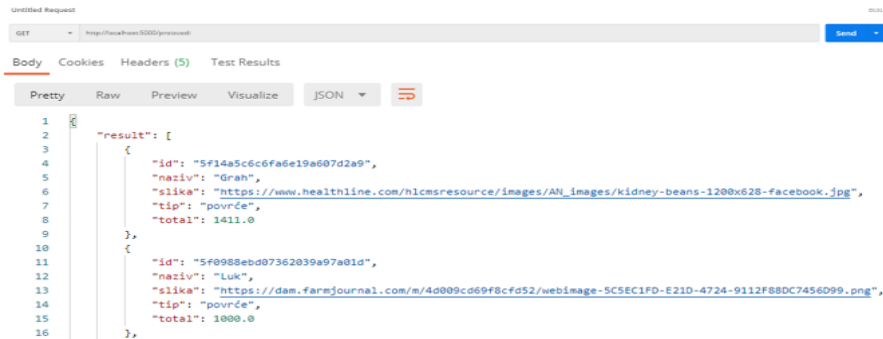 Untitled Request
BUIL
GET http://localhost:5000/proizvodi Send
Body Cookies Headers (5) Test Results
Pretty Raw Preview Visualize JSON
1 {
2 "result": [
3 {
4 "id": "5f14a5c6c6fa6e19a607d2a9",
5 "naziv": "Grah",
6 "slika": "https://www.healthline.com/hlcmsresource/images/AN_images/kidney-beans-1200x628-facebook.jpg",
7 "tip": "povrće",
8 "total": 1411.0
9 },
10 {
11 "id": "5f0988ebd07362039a97a01d",
12 "naziv": "Luk",
13 "slika": "https://dam.farmjournal.com/m/4d009cd69f8cfd52/webimage-5C5EC1FD-E21D-4724-9112F88DC7456D99.png",
14 "tip": "povrće",
15 "total": 1000.0
16 },